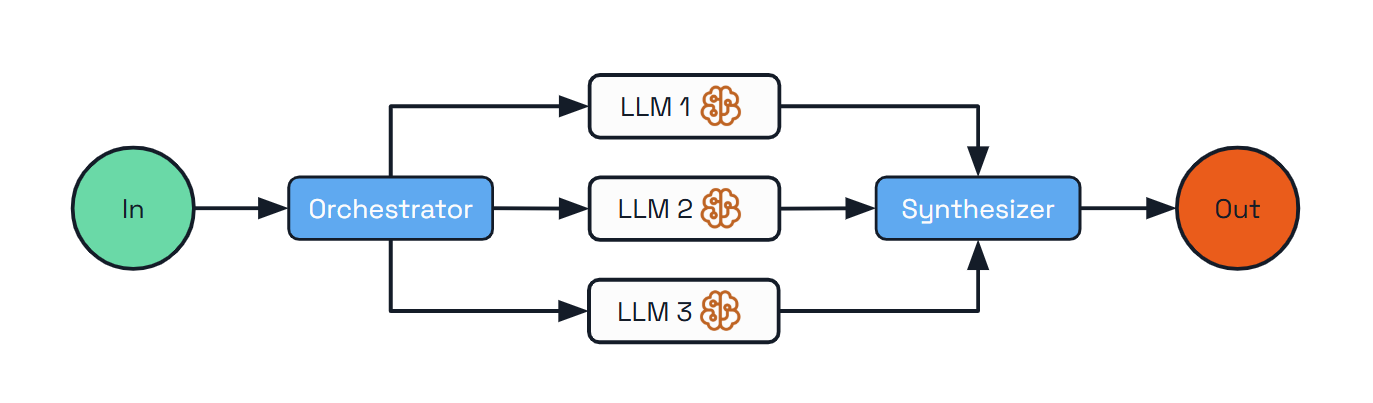 In
Orchestrator
LLM 1
LLM 2
LLM 3
Synthesizer
Out